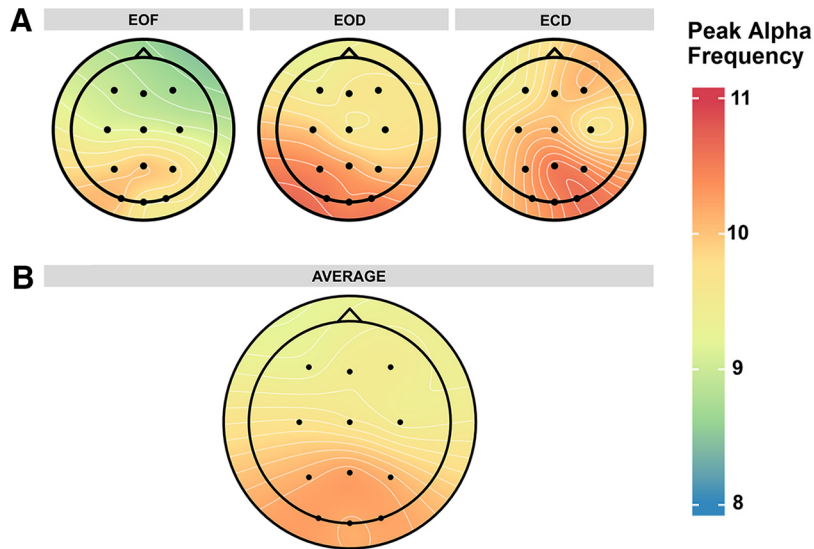 A
EOF
EOD
ECD
Peak Alpha
Frequency
11
10
9
8
B
AVERAGE